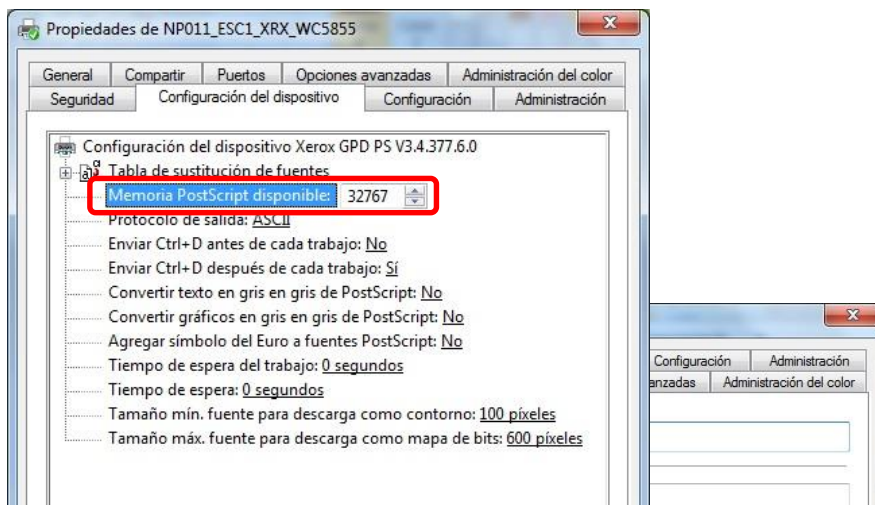 Propiedades de NP011_ESC1_XRX_WC5855
General Compartir Puertos Opciones avanzadas Administración del color
Seguridad Configuración del dispositivo Configuración Administración
Configuración del dispositivo Xerox GPD PS V3.4.377.6.0
Tabla de sustitución de fuentes
Memoria PostScript disponible: 32767
Protocolo de salida: ASCII
Enviar Ctrl+D antes de cada trabajo: No
Enviar Ctrl+D después de cada trabajo: Sí
Convertir texto en gris en gris de PostScript: No
Convertir gráficos en gris en gris de PostScript: No
Agregar símbolo del Euro a fuentes PostScript: No
Tiempo de espera del trabajo: 0 segundos
Tiempo de espera: 0 segundos
Tamaño mín. fuente para descarga como contorno: 100 píxeles
Tamaño máx. fuente para descarga como mapa de bits: 600 píxeles
Configuración Administración
anzadas Administración del color